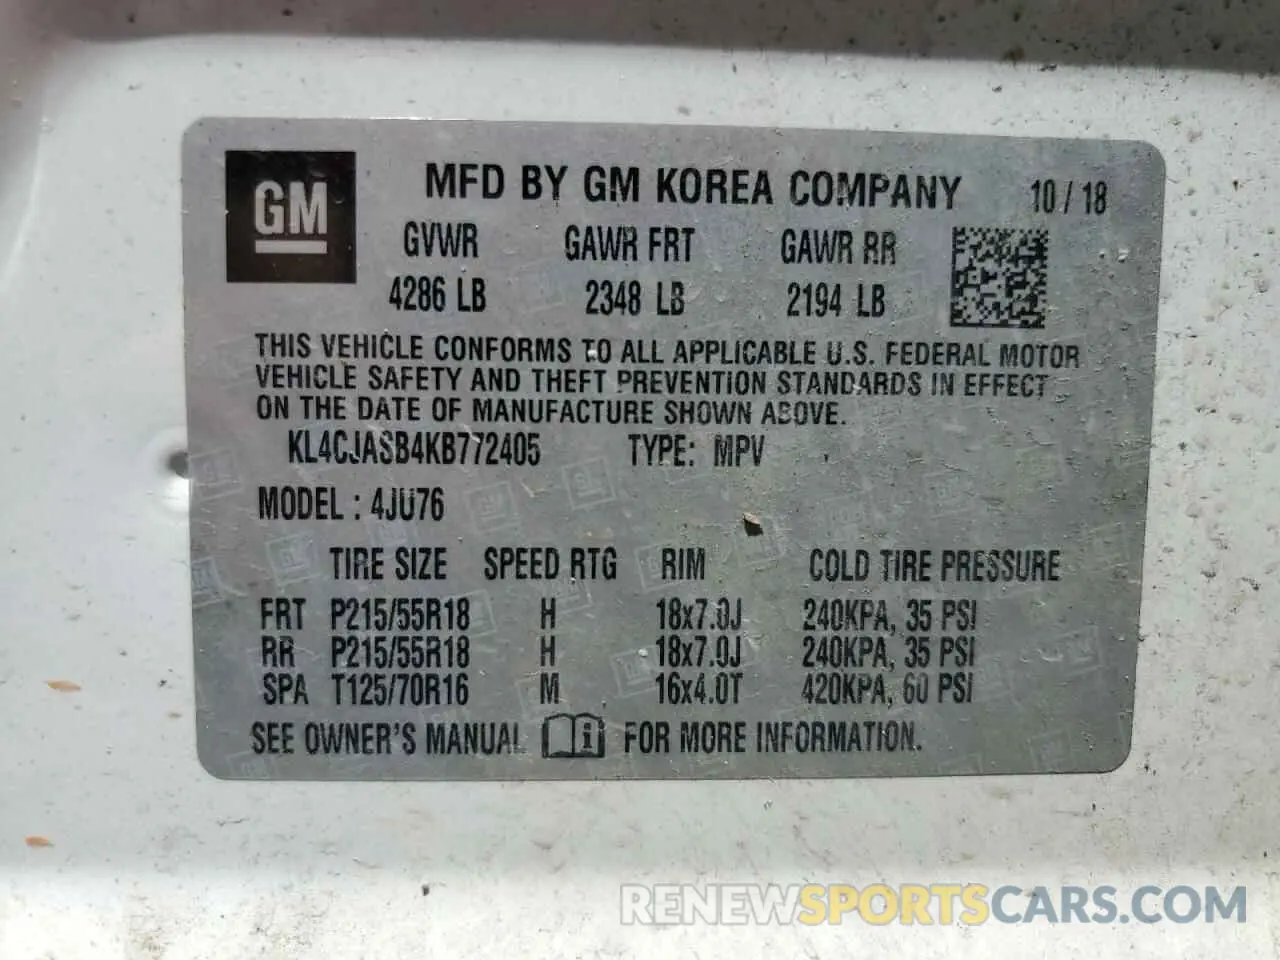 GM
MFD BY GM KOREA COMPANY 10 / 18
GVWR GAWR FRT GAWR RR
4286 LB 2348 LB 2194 LB
THIS VEHICLE CONFORMS TO ALL APPLICABLE U.S. FEDERAL MOTOR
VEHICLE SAFETY AND THEFT PREVENTION STANDARDS IN EFFECT
ON THE DATE OF MANUFACTURE SHOWN ABOVE.
KL4CJASB4KB772405 TYPE: MPV
MODEL : 4JU76
TIRE SIZE SPEED RTG RIM COLD TIRE PRESSURE
FRT P215/55R18 H 18x7.0J 240KPA, 35 PSI
RR P215/55R18 H 18x7.0J 240KPA, 35 PSI
SPA T125/70R16 M 16x4.0T 420KPA, 60 PSI
SEE OWNER'S MANUAL i FOR MORE INFORMATION.
RENEWSPORTSCARS.COM